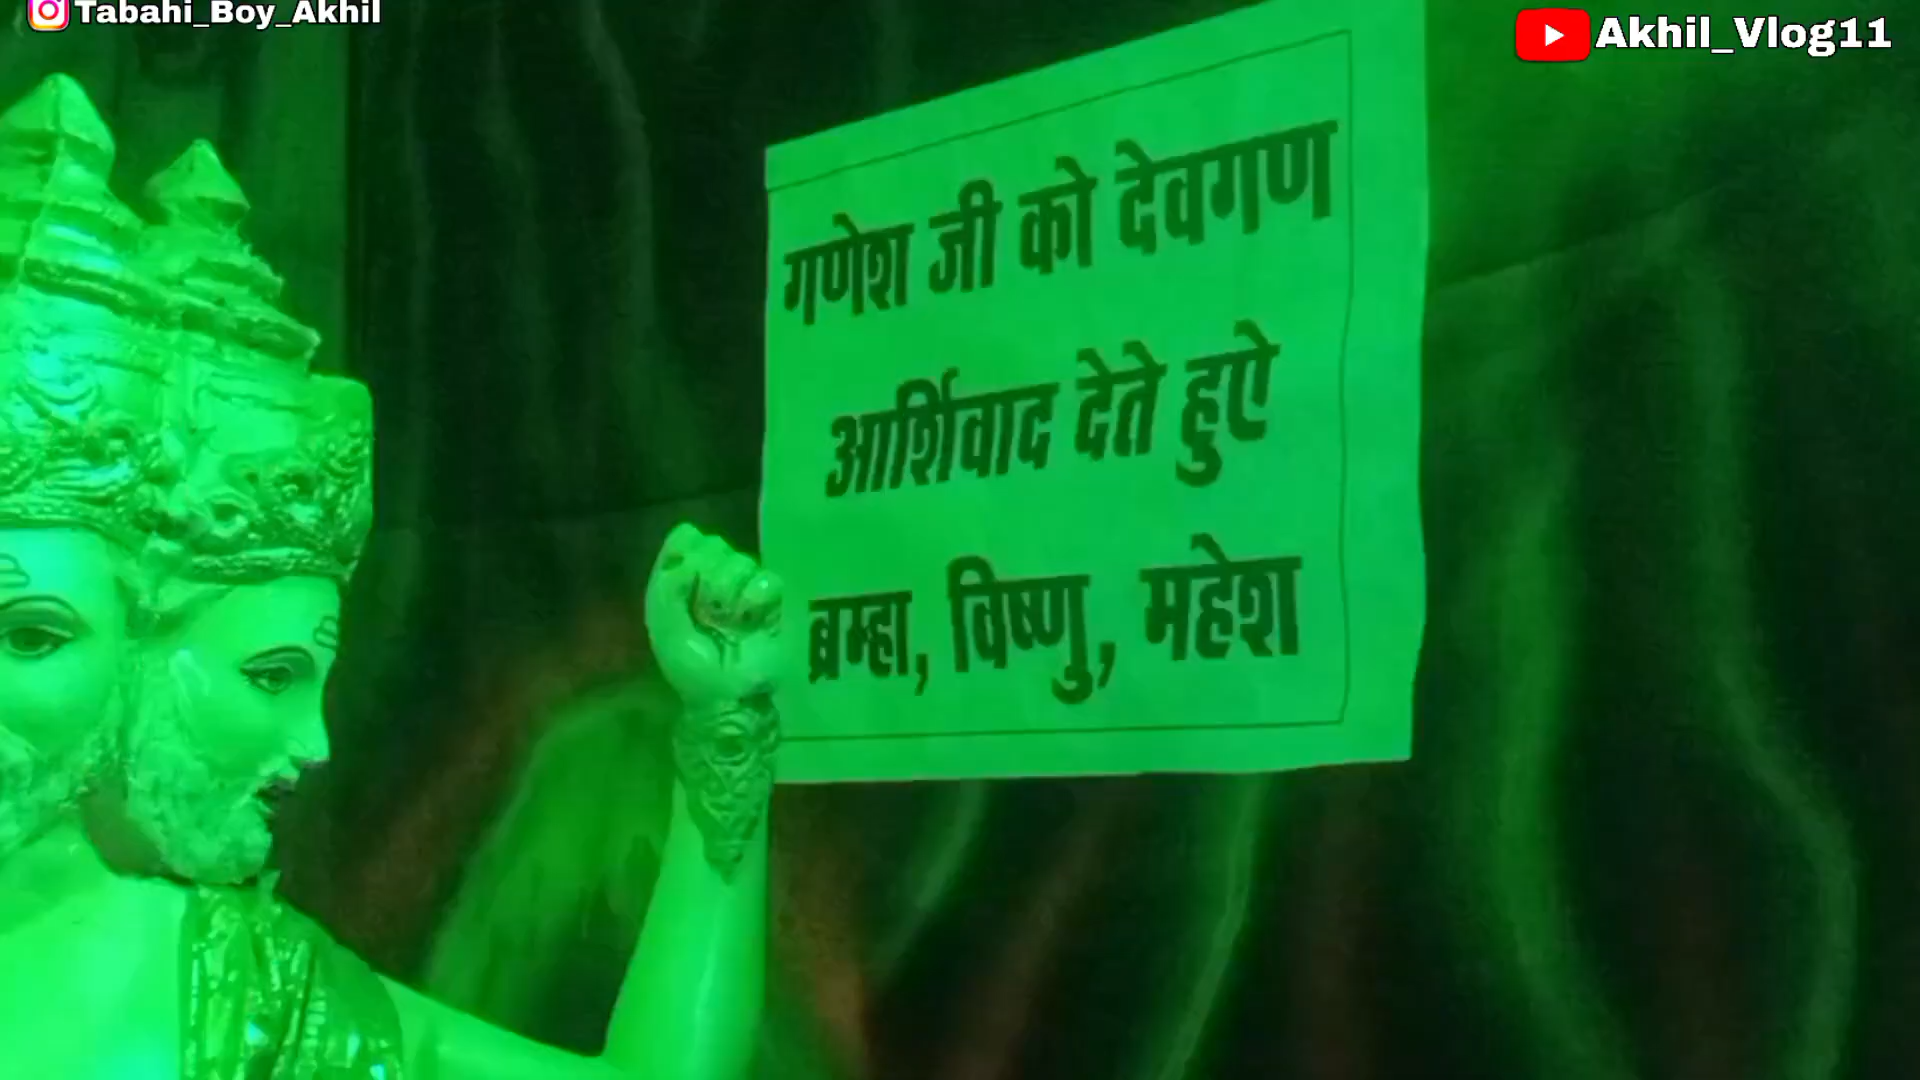 Tabahi_Boy_Akhil
Akhil_Vlog11
गणेश जी को देवगण
आर्शिवाद देते हुऐ
ब्रम्हा, विष्णु, महेश